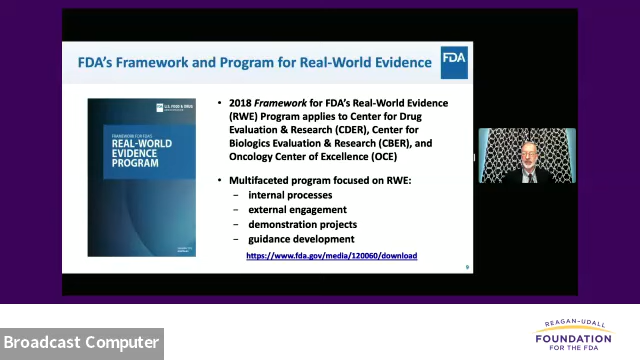 FDA's Framework and Program for Real-World Evidence
FDA
U.S. FOOD & DRUG
FRAMEWORK FOR FDA'S
REAL-WORLD
EVIDENCE
PROGRAM
• 2018 Framework for FDA's Real-World Evidence
(RWE) Program applies to Center for Drug
Evaluation & Research (CDER), Center for
Biologics Evaluation & Research (CBER), and
Oncology Center of Excellence (OCE)
• Multifaceted program focused on RWE:
− internal processes
− external engagement
− demonstration projects
− guidance development
https://www.fda.gov/media/120060/download
9
Broadcast Computer
REAGAN-UDALL
FOUNDATION
FOR THE FDA